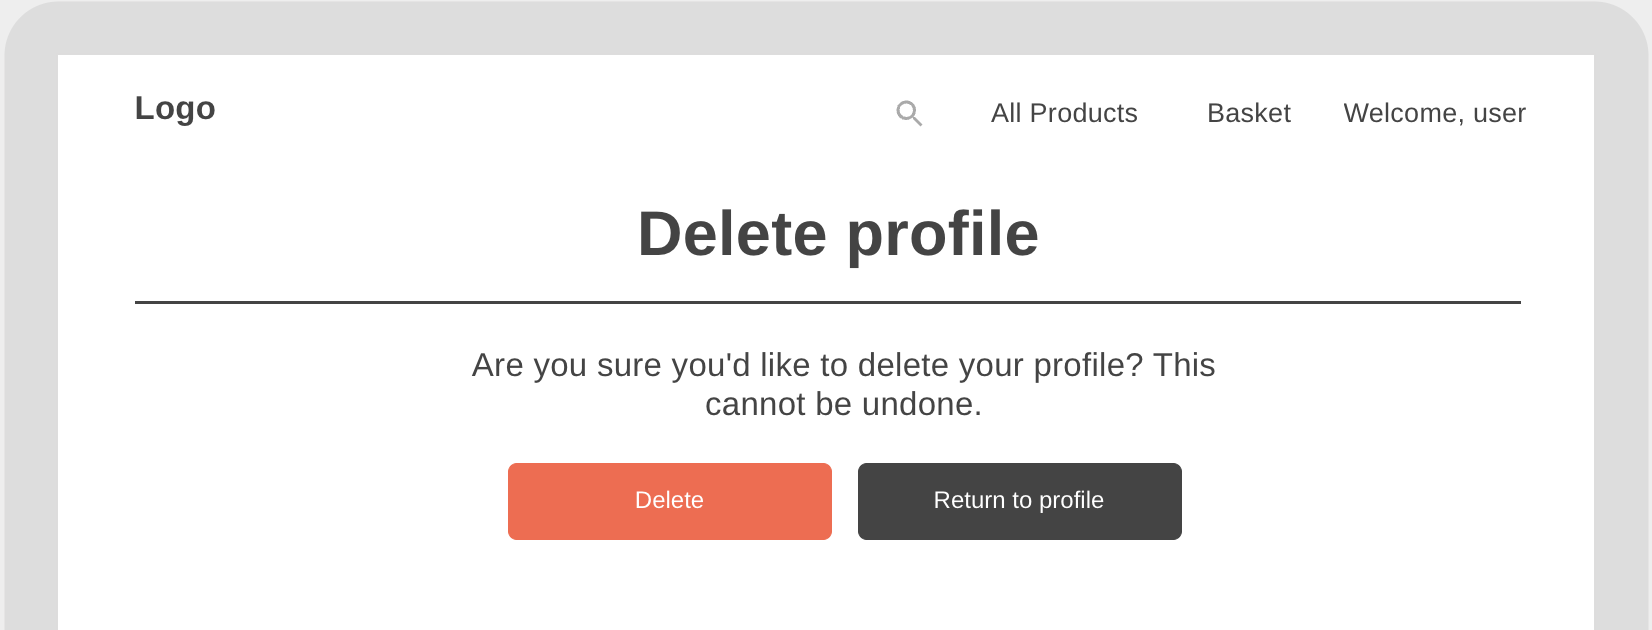 Logo
All Products
Basket
Welcome, user
Delete profile
Are you sure you'd like to delete your profile? This
cannot be undone.
Delete
Return to profile